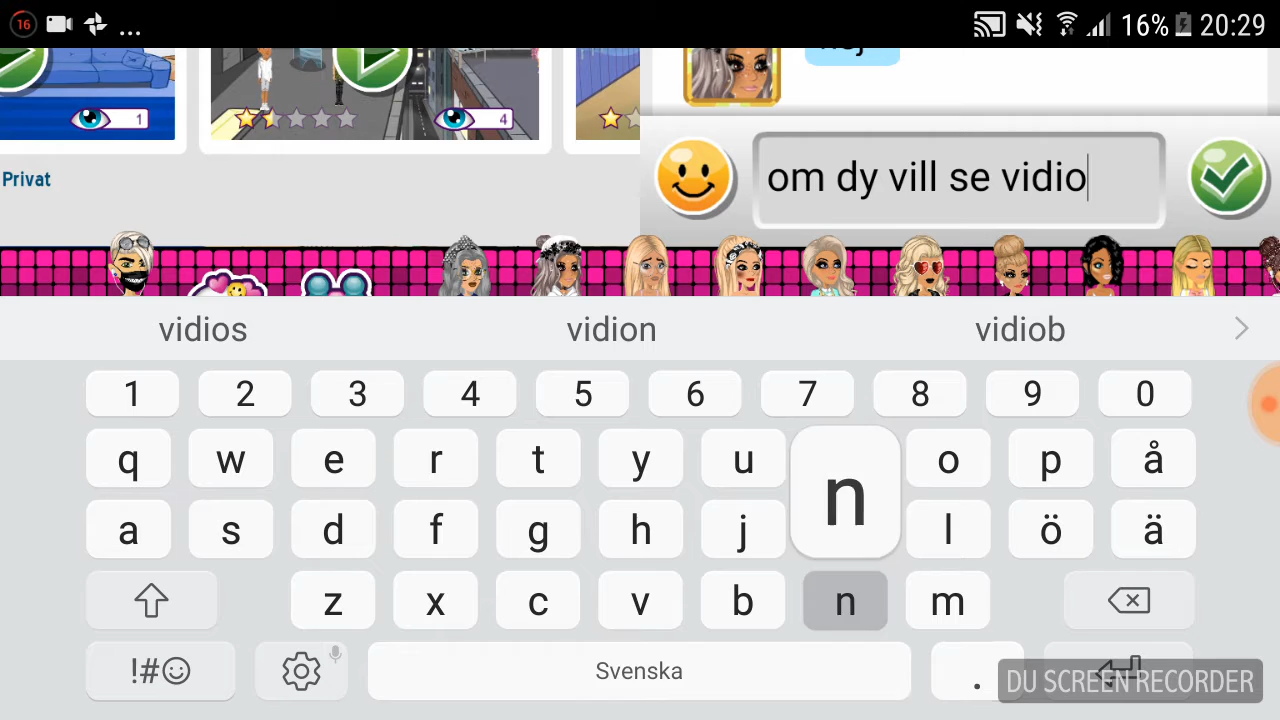 16 ... 16% 20:29
1
4
Privat
om dy vill se vidio
vidios vidion vidiob
1 2 3 4 5 6 7 8 9 0
q w e r t y u n o p å
a s d f g h j l ö ä
z x c v b n m
!#☺ Svenska .
DU SCREEN RECORDER